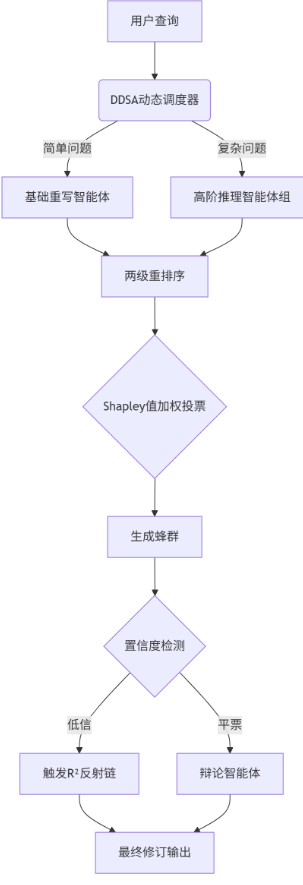 用户查询
DDSA动态调度器
简单问题
复杂问题
基础重写智能体
高阶推理智能体组
两级重排序
Shapley值加权投票
生成蜂群
置信度检测
低信
平票
触发R²反射链
辩论智能体
最终修订输出